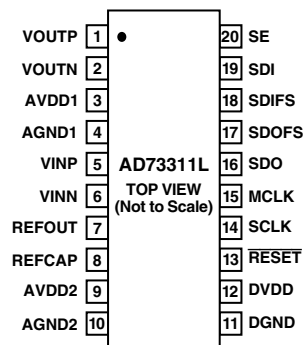 VOUTP 1
VOUTN 2
AVDD1 3
AGND1 4
VINP 5
VINN 6
REFOUT 7
REFCAP 8
AVDD2 9
AGND2 10
AD73311L
TOP VIEW
(Not to Scale)
20 SE
19 SDI
18 SDIFS
17 SDOFS
16 SDO
15 MCLK
14 SCLK
13 RESET
12 DVDD
11 DGND